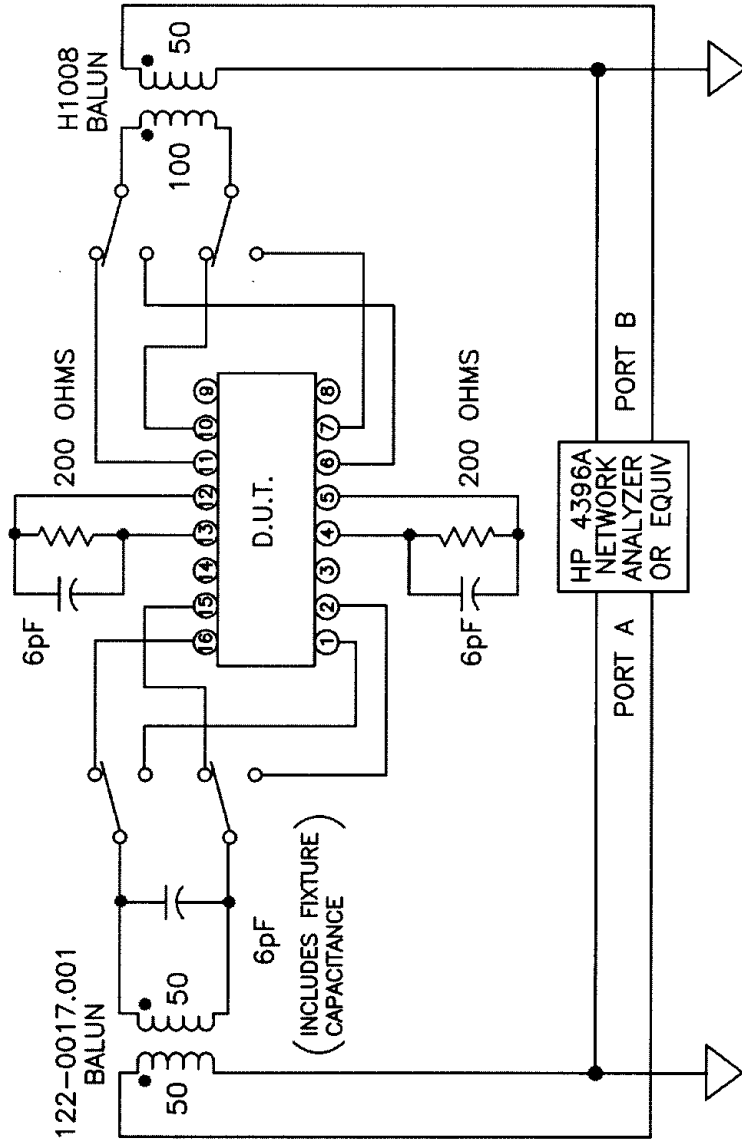 122-0017.001
BALUN
50
50
6pF
(INCLUDES FIXTURE
CAPACITANCE)
6pF
200 OHMS
16
15
14
13
12
11
10
9
D.U.T.
1
2
3
4
5
6
7
8
6pF
200 OHMS
H1008
BALUN
100
50
PORT A
HP 4396A
NETWORK
ANALYZER
OR EQUIV
PORT B